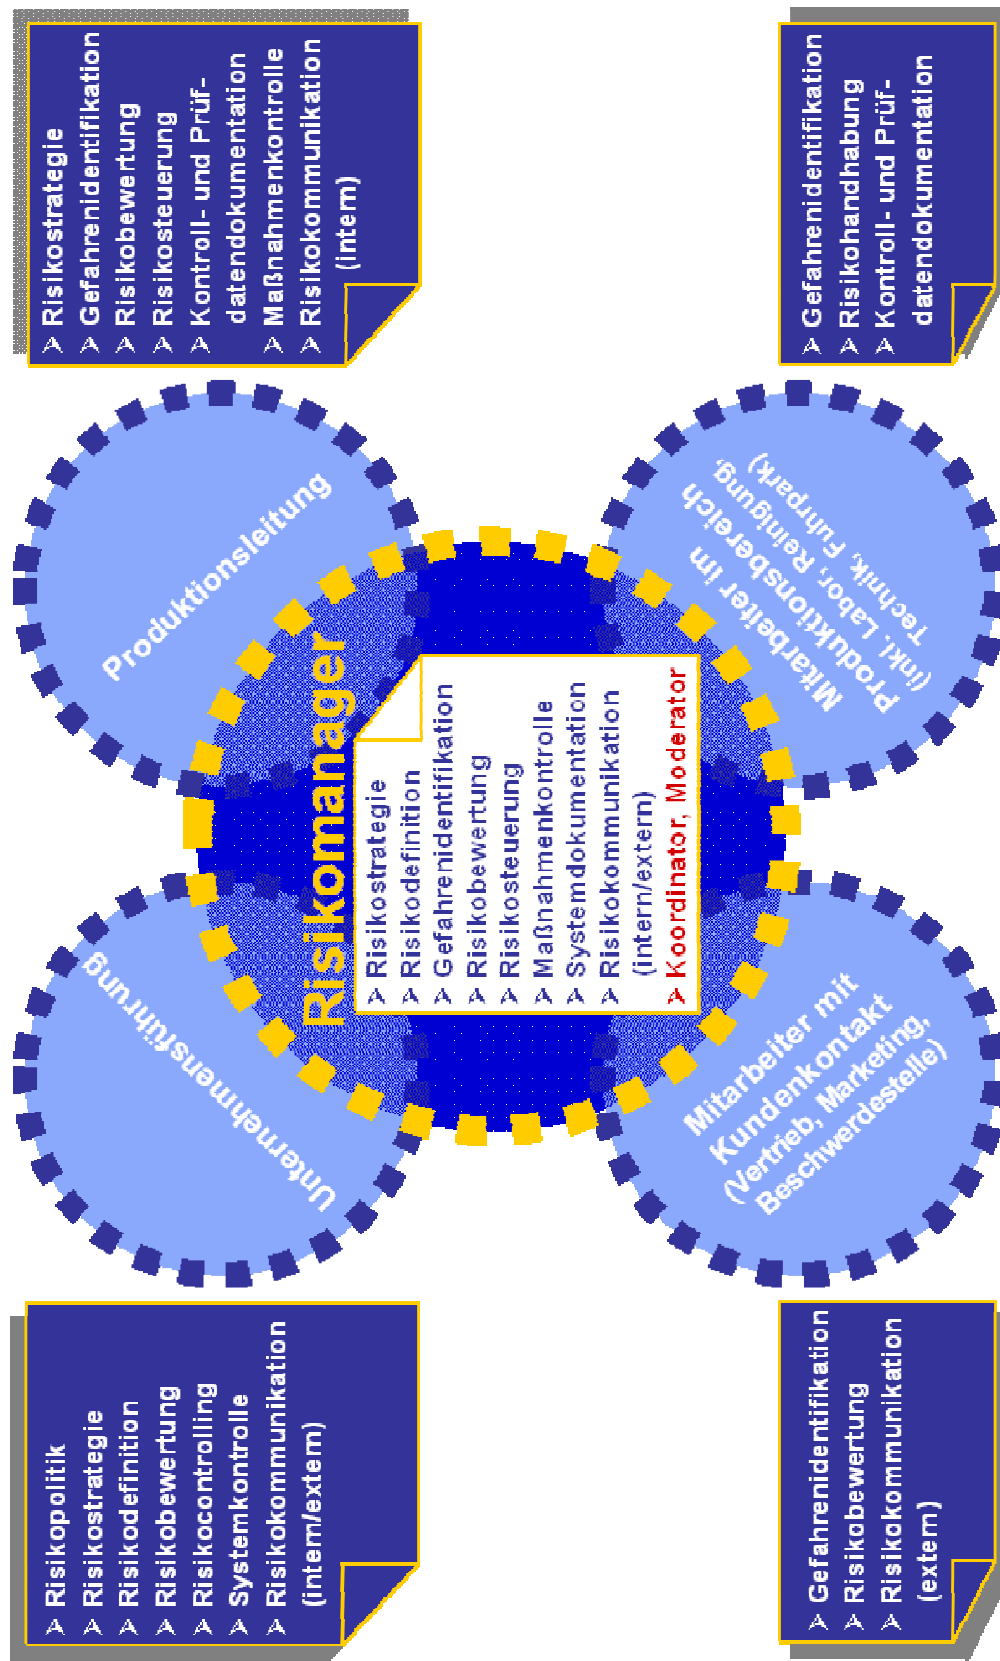 ➢ Risikopolitik
➢ Risikostrategie
➢ Risikodefinition
➢ Risikobewertung
➢ Risikocontrolling
➢ Systemkontrolle
➢ Risikokommunikation
(intern/extern)
Unternehmensführung
Produktionsleitung
➢ Risikostrategie
➢ Gefahrenidentifikation
➢ Risikobewertung
➢ Risikosteuerung
➢ Kontroll- und Prüf-
datendokumentation
➢ Maßnahmenkontrolle
➢ Risikokommunikation
(intern)
Risikomanager
➢ Risikostrategie
➢ Risikodefinition
➢ Gefahrenidentifikation
➢ Risikobewertung
➢ Risikosteuerung
➢ Maßnahmenkontrolle
➢ Systemdokumentation
➢ Risikokommunikation
(intern/extern)
➢ Koordinator, Moderator
➢ Gefahrenidentifikation
➢ Risikobewertung
➢ Risikokommunikation
(extern)
Mitarbeiter mit
Kundenkontakt
(Vertrieb, Marketing,
Beschwerdestelle)
Mitarbeiter im
Produktionsbereich
(inkl. Labor, Reinigung,
Technik, Fuhrpark)
➢ Gefahrenidentifikation
➢ Risikohandhabung
➢ Kontroll- und Prüf-
datendokumentation